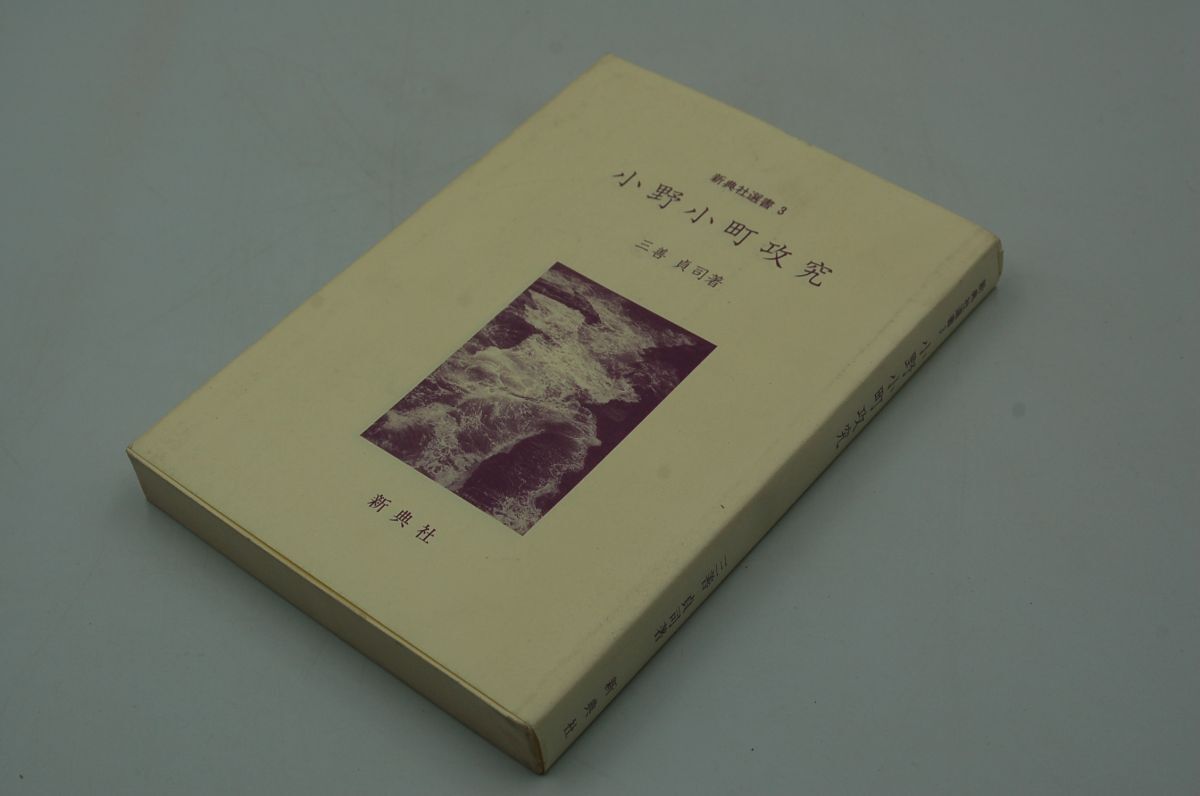 新典社選書 3
小野小町攻究
三善 貞司著
新典社
新典社選書3
小野小町攻究
三善 貞司著
新典社